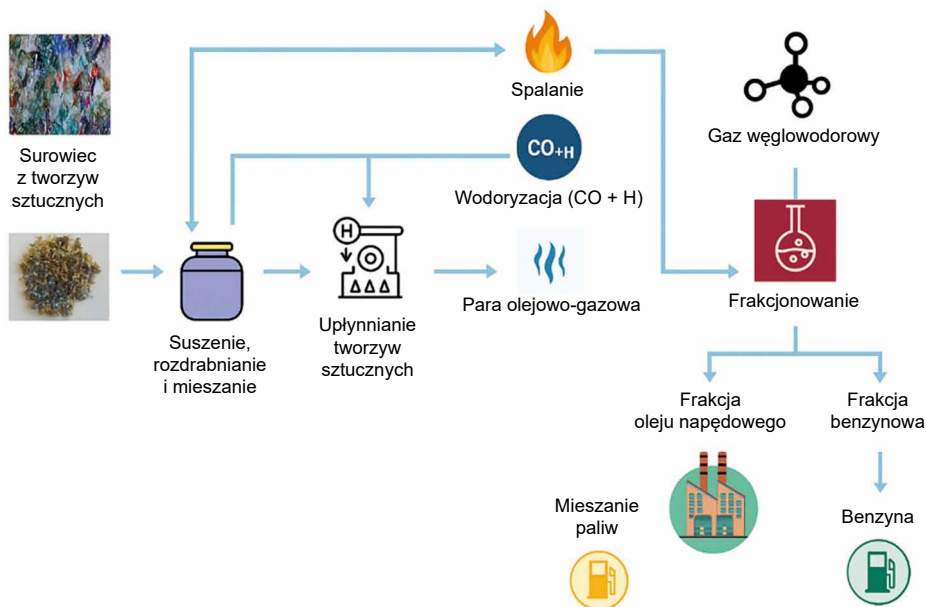 Surowiec
z tworzyw
sztucznych
Spalanie
CO+H
Wodoryzacja (CO + H)
Gaz węglowodorowy
H
Suszenie,
rozdrabnianie
i mieszanie
Upłynnianie
tworzyw
sztucznych
Para olejowo-gazowa
Frakcjonowanie
Frakcja
oleju napędowego
Frakcja
benzynowa
Mieszanie
paliw
Benzyna